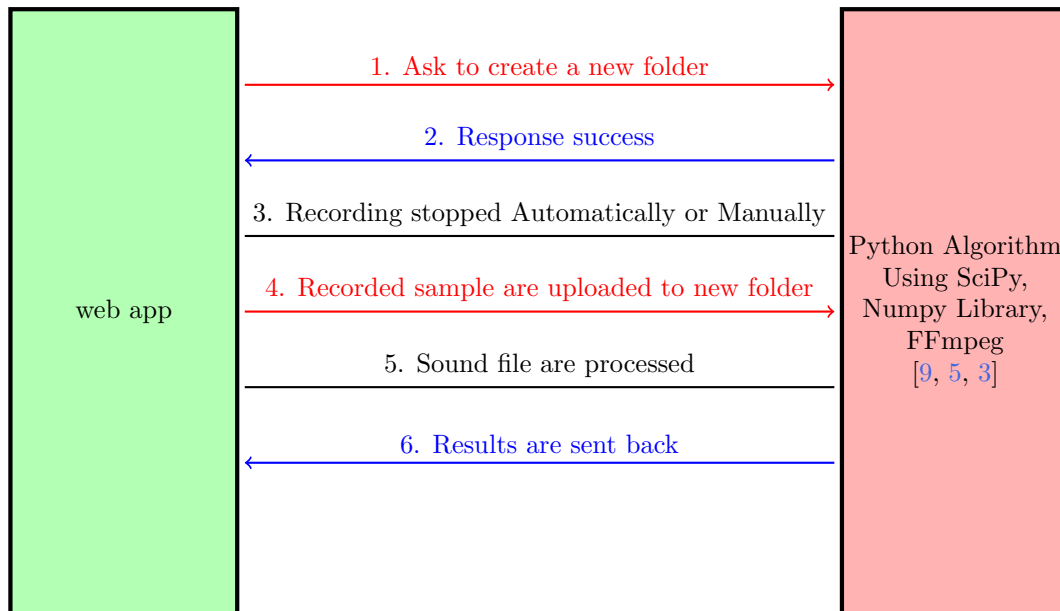 1. Ask to create a new folder
2. Response success
3. Recording stopped Automatically or Manually
4. Recorded sample are uploaded to new folder
5. Sound file are processed
6. Results are sent back
web app
Python Algorithm
Using SciPy,
Numpy Library,
FFmpeg
[9, 5, 3]